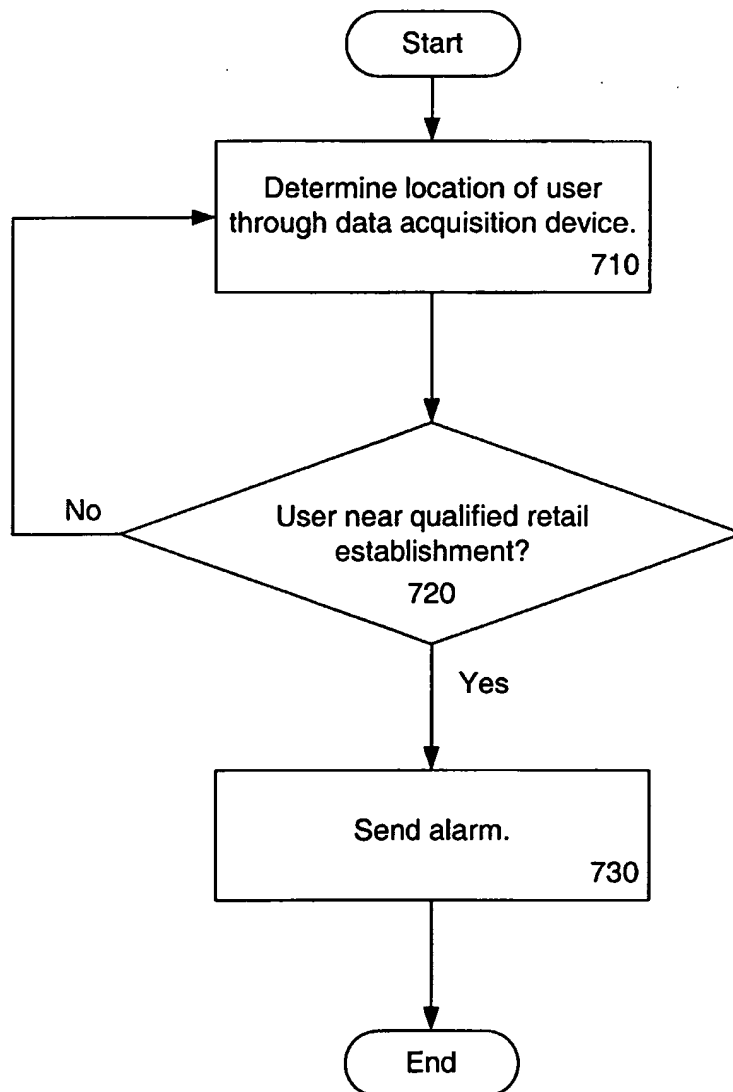 Start
Determine location of user
through data acquisition device.
710
User near qualified retail
establishment?
720
No
Yes
Send alarm.
730
End